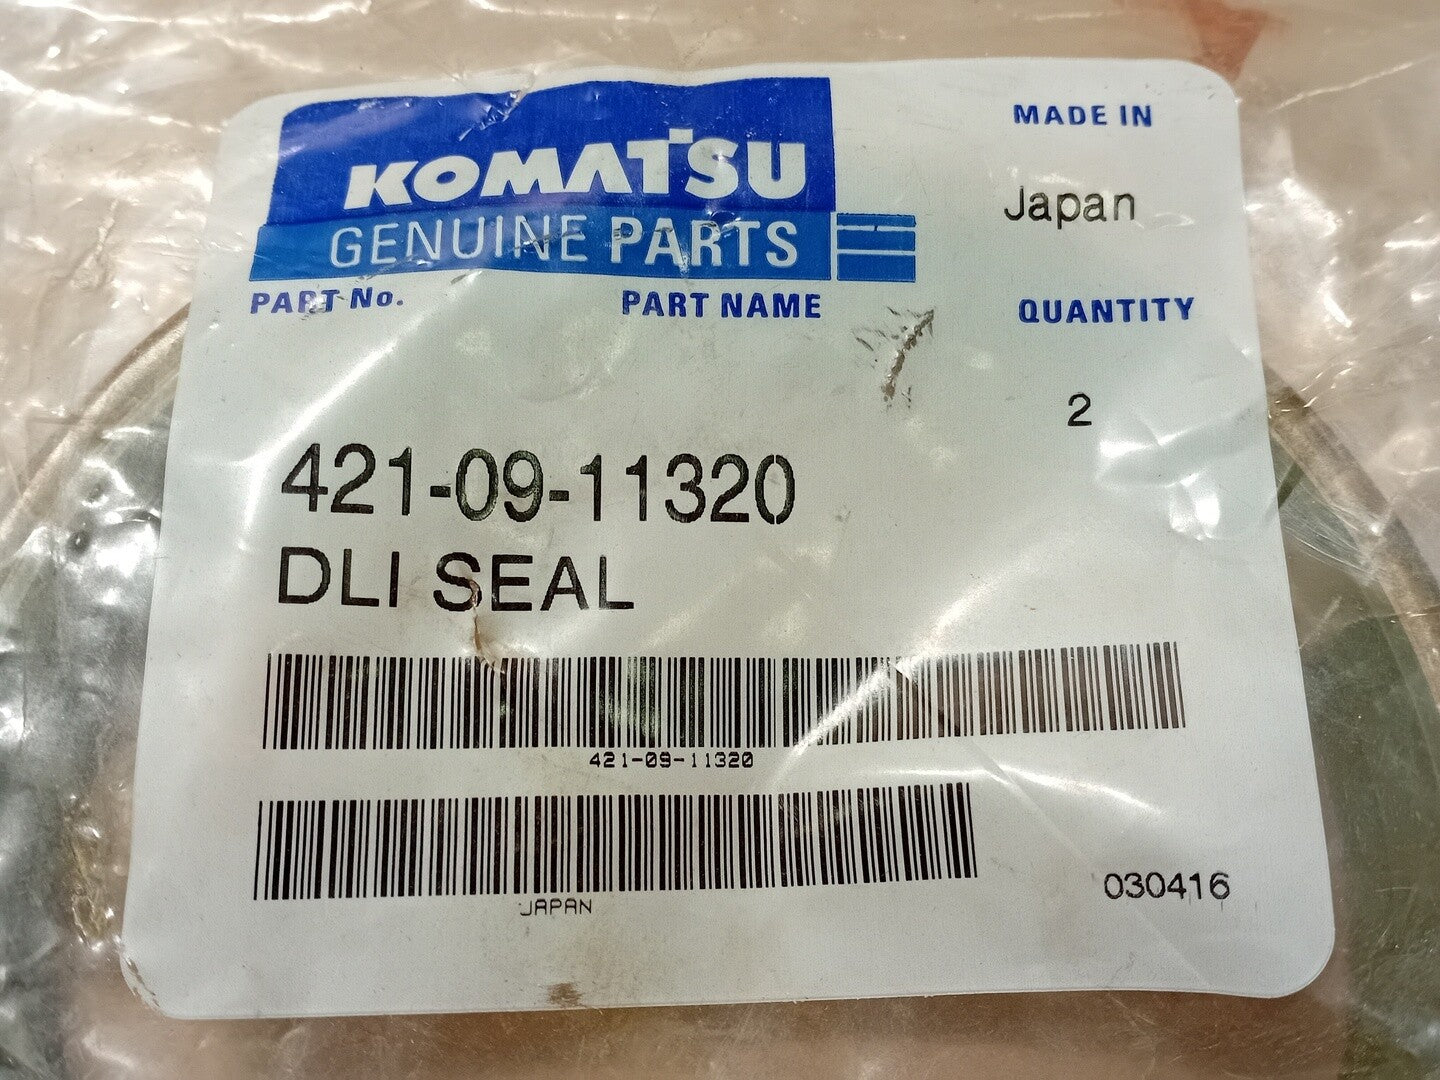 KOMATSU
GENUINE PARTS
MADE IN
Japan
PART No.
PART NAME
QUANTITY
2
421-09-11320
DLI SEAL
421-09-11320
JAPAN
030416